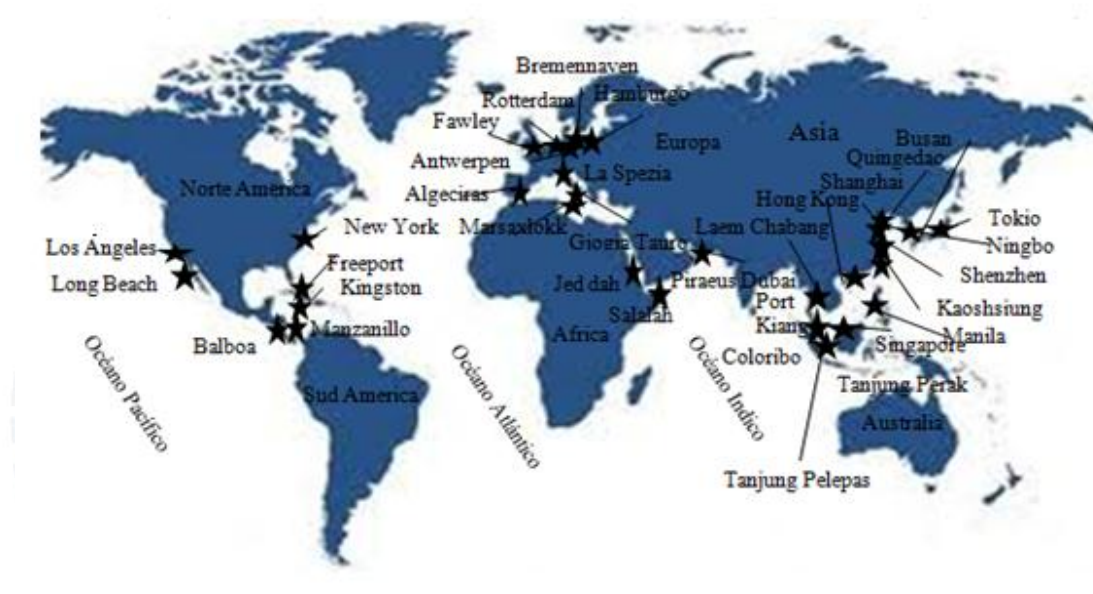 Bremennaven
Rotterdam
Hamburgo
Fawley
Antwerpen
Europa
Asia
Busan
Quingedao
Shanghai
Hong Kong
Norte America
Algeciras
La Spezia
Marsaxlokk
Giogia Tauro
Laem Chabang
Tokio
Ningbo
New York
Los Ángeles
Long Beach
Freeport
Kingston
Jed dah
Piraeus Dubai
Shenzhen
Port
Kiang
Salalah
Kaoshsiung
Manila
Balboa
Manzanillo
Africa
Coloribo
Singapore
Océano Pacífico
Océano Atlántico
Océano Indico
Sud America
Tanjung Perak
Australia
Tanjung Pelepas